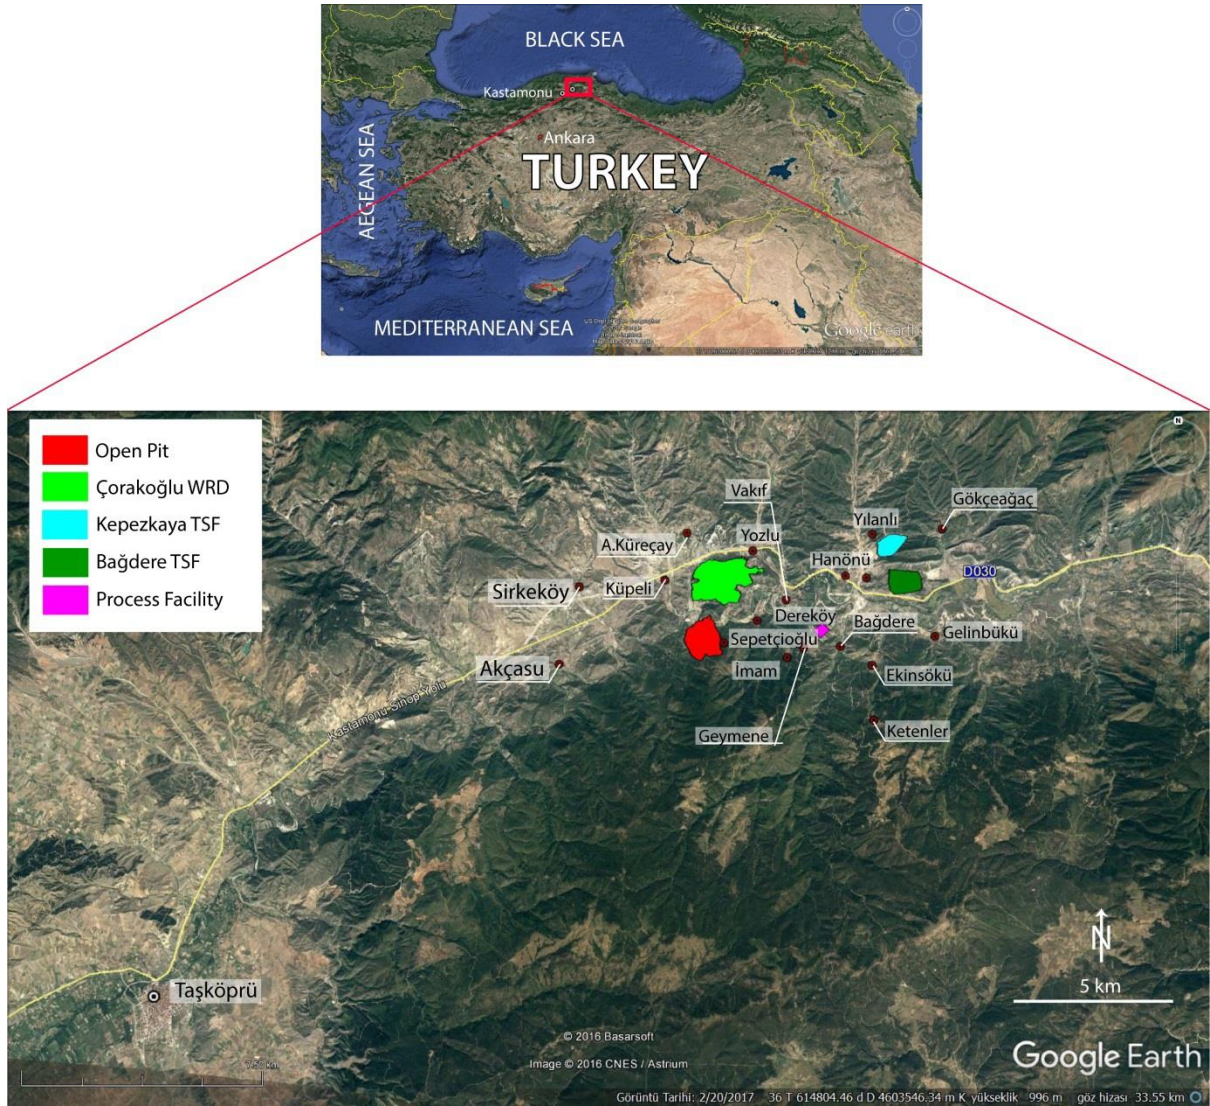 BLACK SEA
Kastamonu
Ankara
TURKEY
AEGEAN SEA
MEDITERRANEAN SEA
Google earth
Open Pit
Çorakoğlu WRD
Kepezkaya TSF
Bağdere TSF
Process Facility
Vakıf
Gökçeağaç
Yılanlı
A.Küreçay
Yozlu
Hanönü
D030
Sirkeköy
Küpeli
Dereköy
Bağdere
Gelinbükü
Sepetçioğlu
Akçasu
İmam
Ekinsökü
Kastamonu Sinop Yolu
Geymene
Ketenler
N
5 km
Taşköprü
© 2016 Basarsoft
Image © 2016 CNES / Astrium
Google Earth
Görüntü Tarihi: 2/20/2017 36 T 614804.46 d D 4603546.34 m K yükseklik 996 m göz hizası 33.55 km